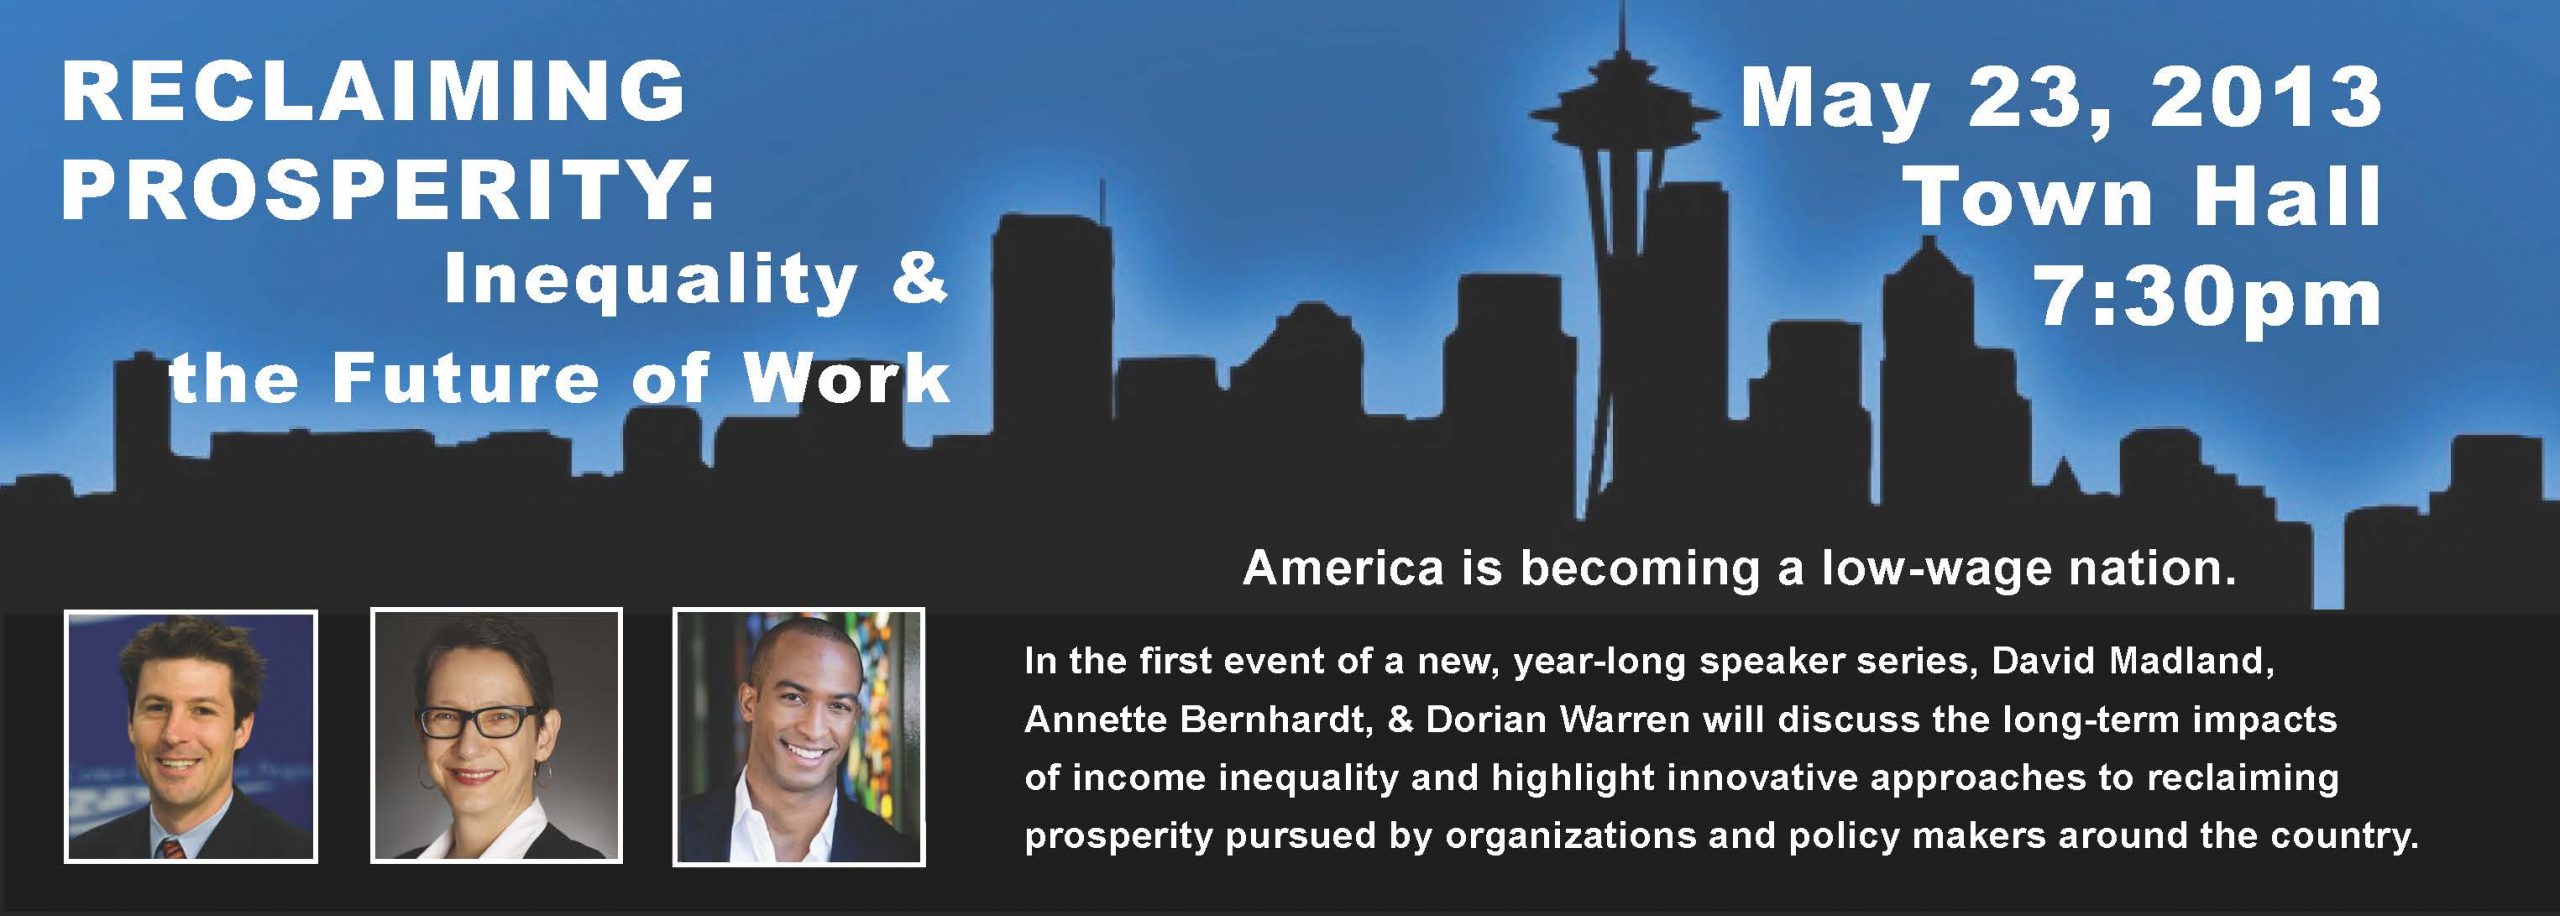 RECLAIMING
PROSPERITY:
Inequality &
the Future of Work
May 23, 2013
Town Hall
7:30pm
America is becoming a low-wage nation.
In the first event of a new, year-long speaker series, David Madland,
Annette Bernhardt, & Dorian Warren will discuss the long-term impacts
of income inequality and highlight innovative approaches to reclaiming
prosperity pursued by organizations and policy makers around the country.